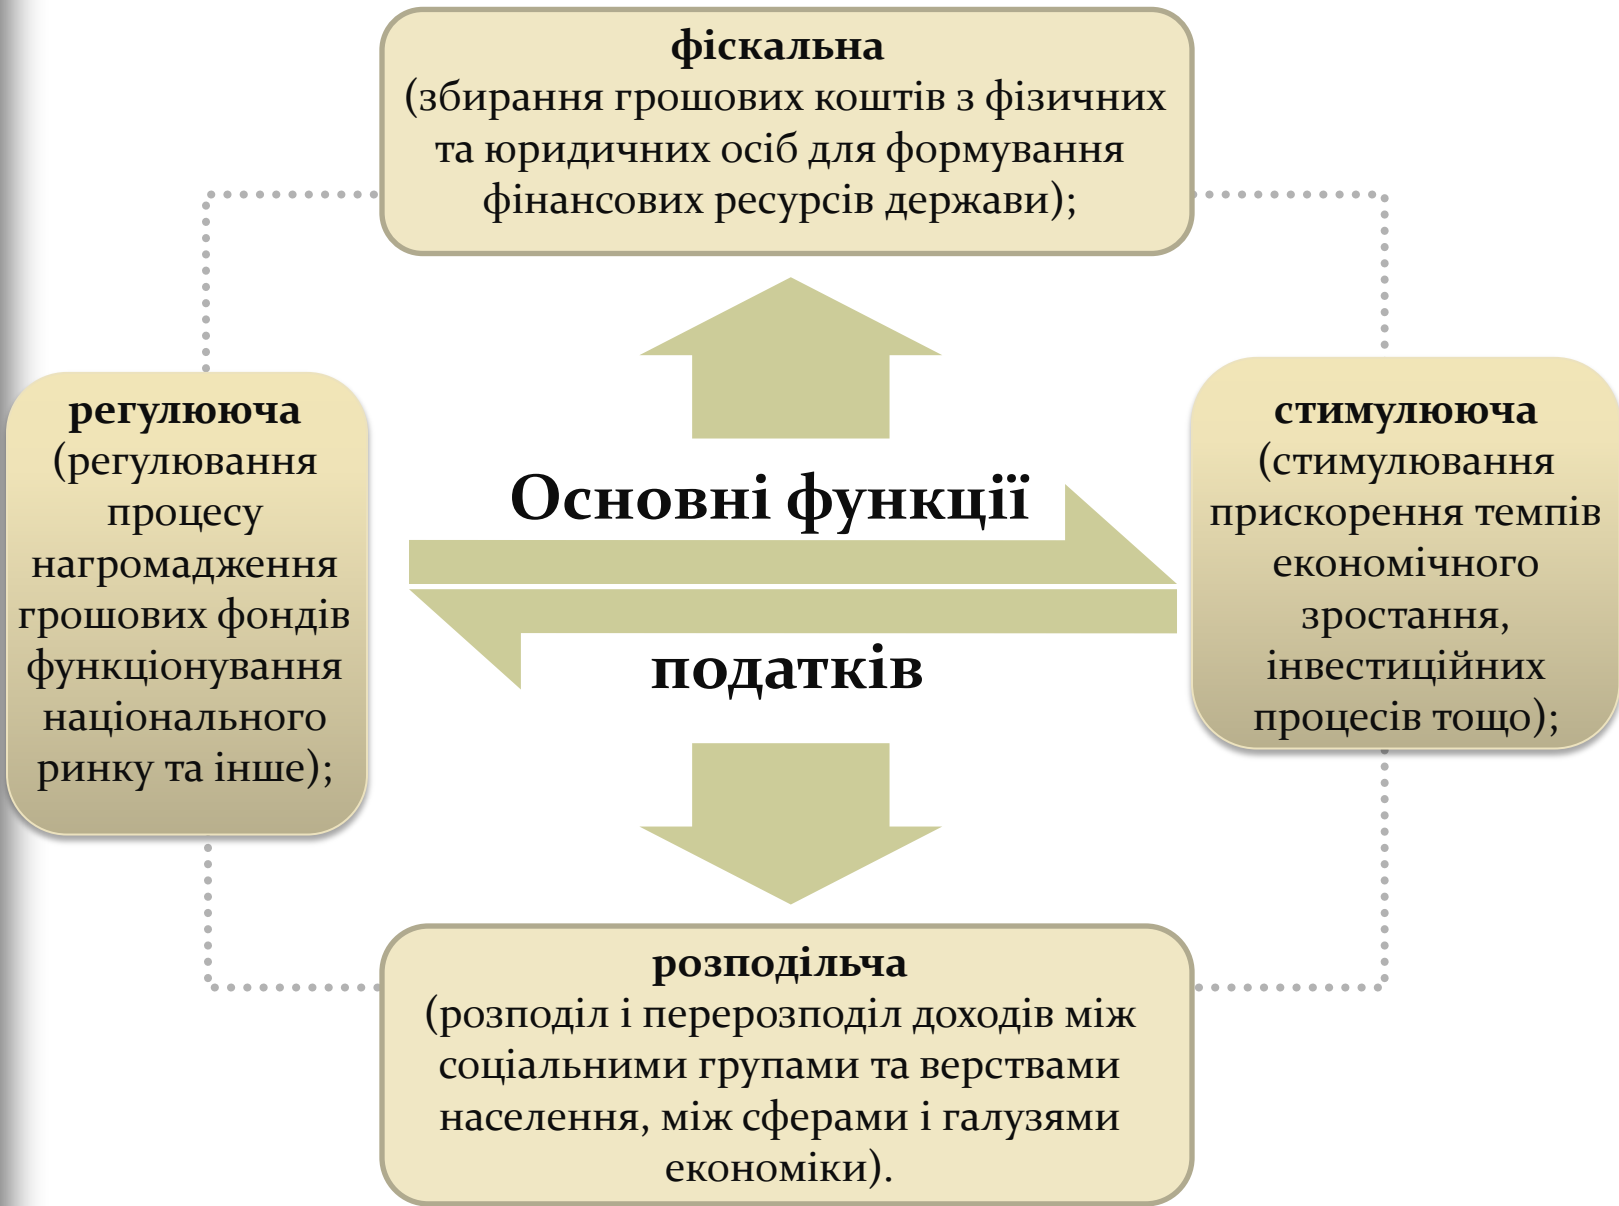 фіскальна
(збирання грошових коштів з фізичних
та юридичних осіб для формування
фінансових ресурсів держави);
регулююча
(регулювання
процесу
нагромадження
грошових фондів
функціонування
національного
ринку та інше);
Основні функції
податків
стимулююча
(стимулювання
прискорення темпів
економічного
зростання,
інвестиційних
процесів тощо);
розподільча
(розподіл і перерозподіл доходів між
соціальними групами та верствами
населення, між сферами і галузями
економіки).